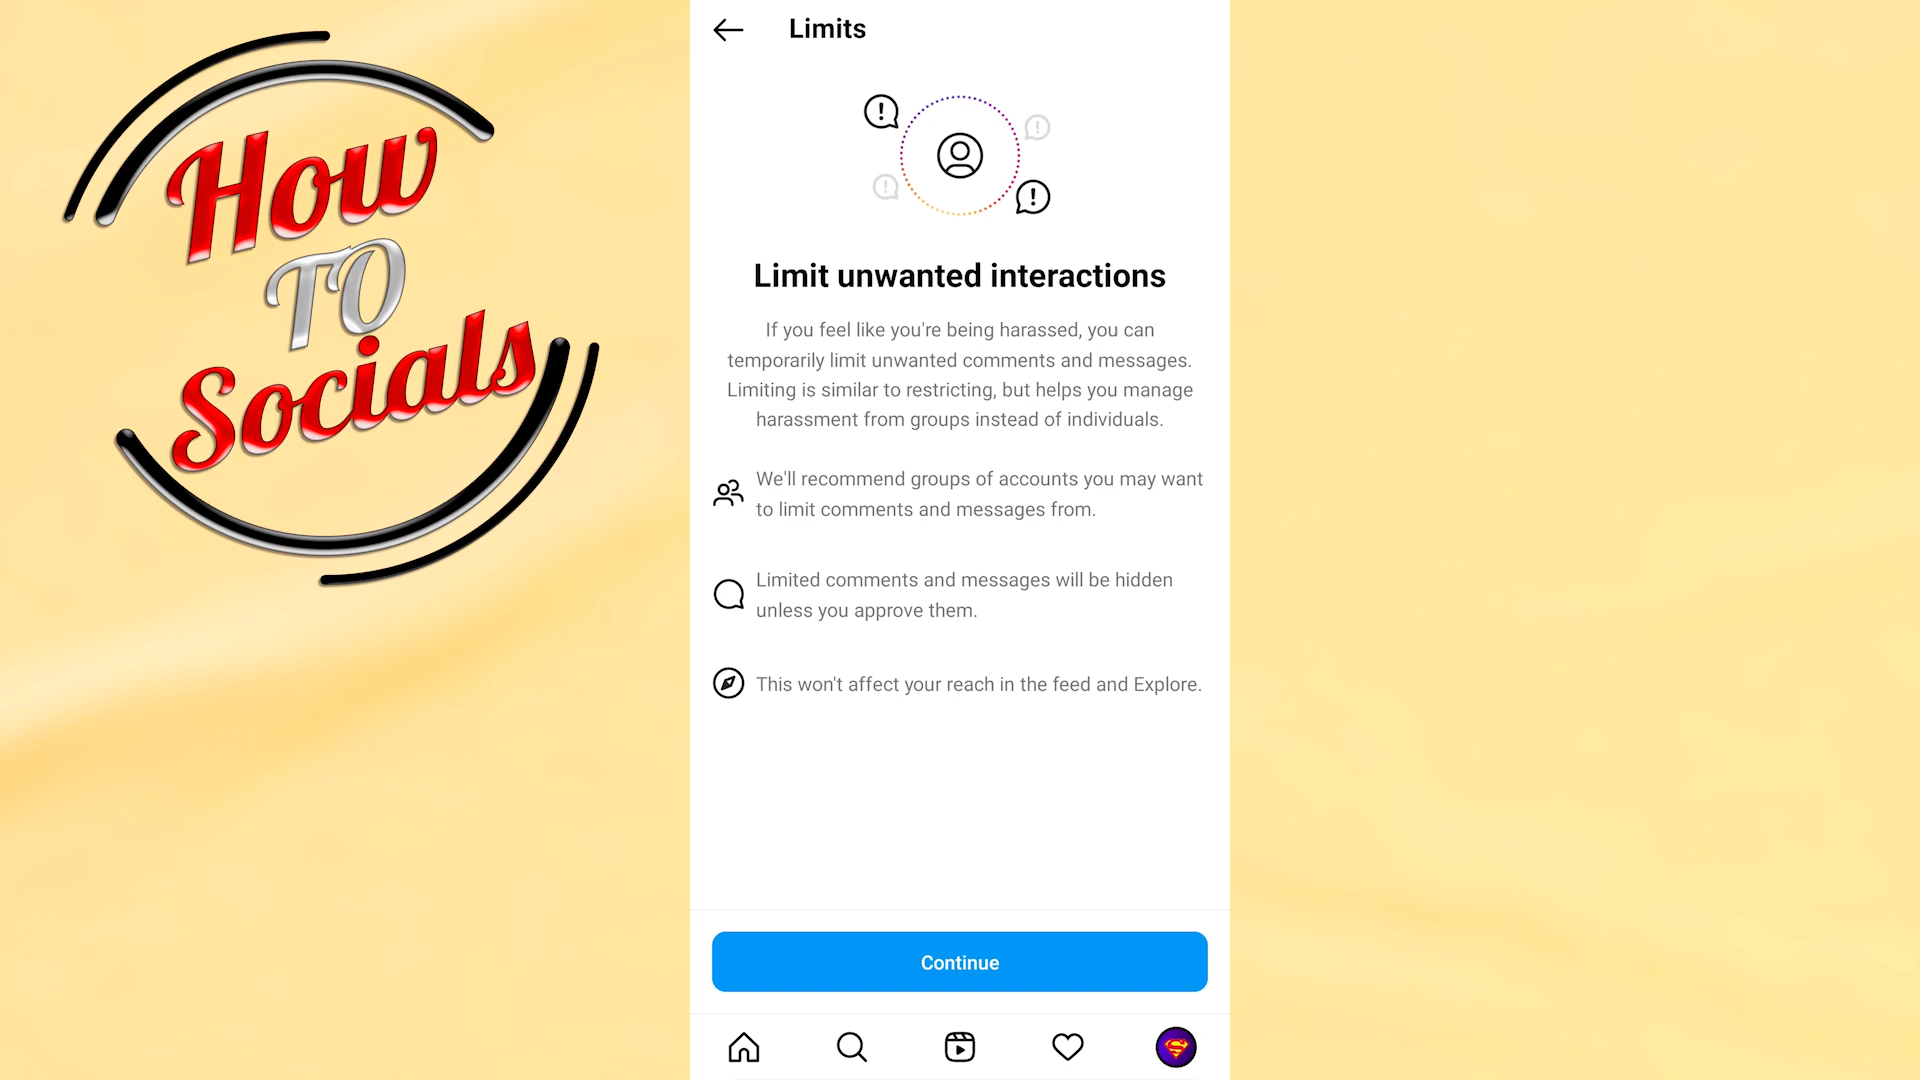 How
TO
Socials
Limits
Limit unwanted interactions
If you feel like you're being harassed, you can
temporarily limit unwanted comments and messages.
Limiting is similar to restricting, but helps you manage
harassment from groups instead of individuals.
We'll recommend groups of accounts you may want
to limit comments and messages from.
Limited comments and messages will be hidden
unless you approve them.
This won't affect your reach in the feed and Explore.
Continue